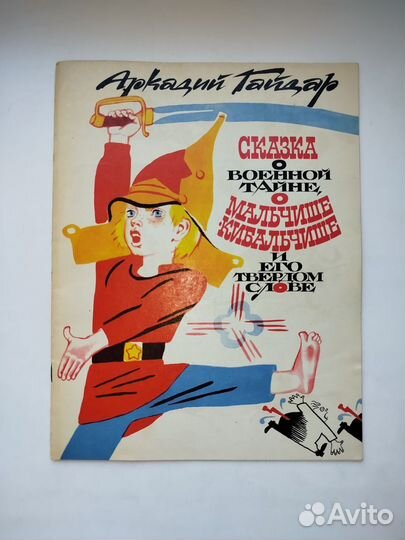 Аркадий Гайдар
СКАЗКА
О
ВОЕННОЙ
ТАЙНЕ,
О
МАЛЬЧИШЕ
КИБАЛЬЧИШЕ
И
ЕГО
ТВЕРДОМ
СЛОВЕ
Avito